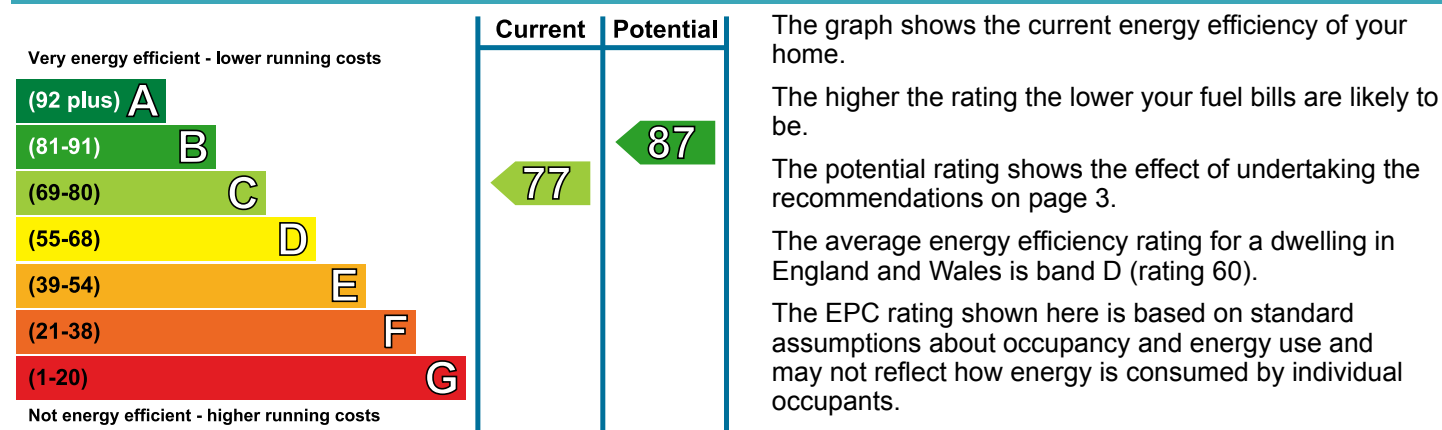 Current Potential
Very energy efficient - lower running costs
(92 plus) A
(81-91) B
87
(69-80) C
77
(55-68) D
(39-54) E
(21-38) F
(1-20) G
Not energy efficient - higher running costs
The graph shows the current energy efficiency of your
home.
The higher the rating the lower your fuel bills are likely to
be.
The potential rating shows the effect of undertaking the
recommendations on page 3.
The average energy efficiency rating for a dwelling in
England and Wales is band D (rating 60).
The EPC rating shown here is based on standard
assumptions about occupancy and energy use and
may not reflect how energy is consumed by individual
occupants.